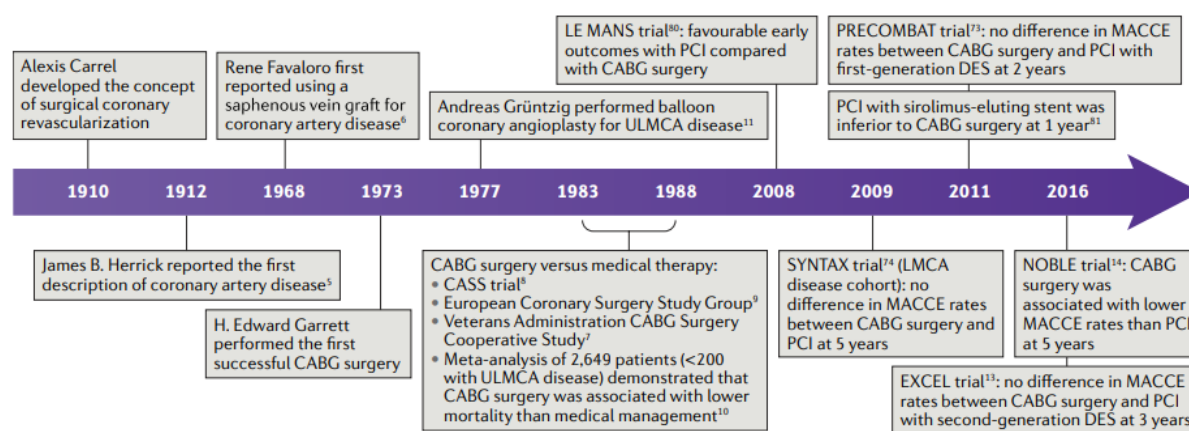 Alexis Carrel
developed the concept
of surgical coronary
revascularization
Rene Favaloro first
reported using a
saphenous vein graft for
coronary artery disease⁶
Andreas Grüntzig performed balloon
coronary angioplasty for ULMCA disease¹¹
LE MANS trial⁸⁰: favourable early
outcomes with PCI compared
with CABG surgery
PRECOMBAT trial⁷³: no difference in MACCE
rates between CABG surgery and PCI with
first-generation DES at 2 years
PCI with sirolimus-eluting stent was
inferior to CABG surgery at 1 year⁸¹
1910 1912 1968 1973 1977 1983 1988 2008 2009 2011 2016
James B. Herrick reported the first
description of coronary artery disease⁵
H. Edward Garrett
performed the first
successful CABG surgery
CABG surgery versus medical therapy:
• CASS trial⁸
• European Coronary Surgery Study Group⁹
• Veterans Administration CABG Surgery
Cooperative Study⁷
• Meta-analysis of 2,649 patients (<200
with ULMCA disease) demonstrated that
CABG surgery was associated with lower
mortality than medical management¹⁰
SYNTAX trial⁷⁴ (LMCA
disease cohort): no
difference in MACCE rates
between CABG surgery and
PCI at 5 years
NOBLE trial¹⁴: CABG
surgery was
associated with lower
MACCE rates than PCI
at 5 years
EXCEL trial¹³: no difference in MACCE
rates between CABG surgery and PCI
with second-generation DES at 3 years